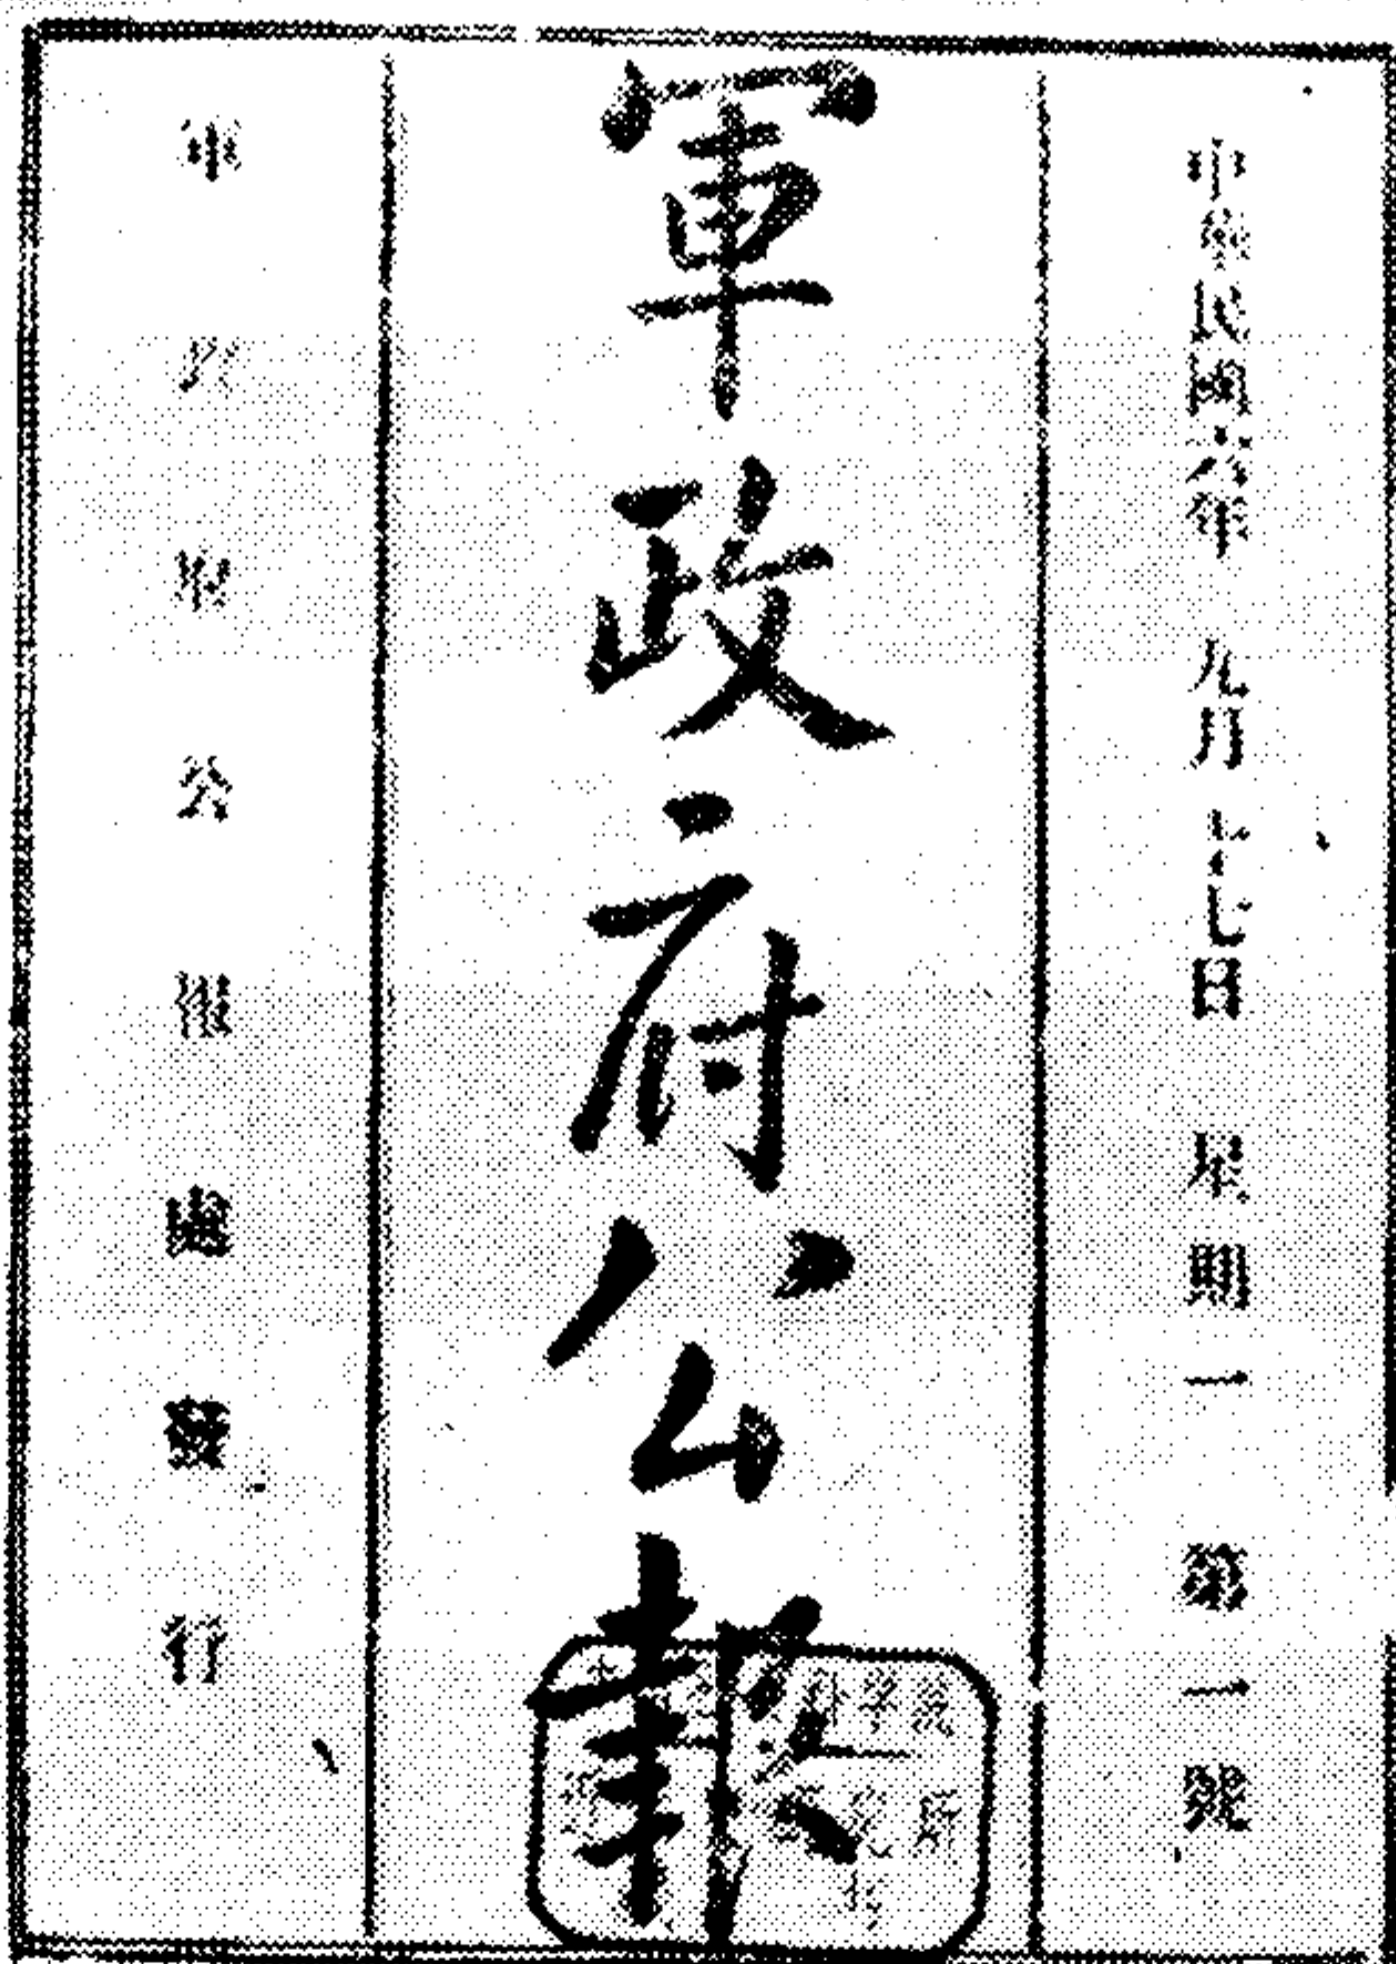 中華民國六年 九月十七日 星期一 第一號
軍政府公報
軍政府公報處發行